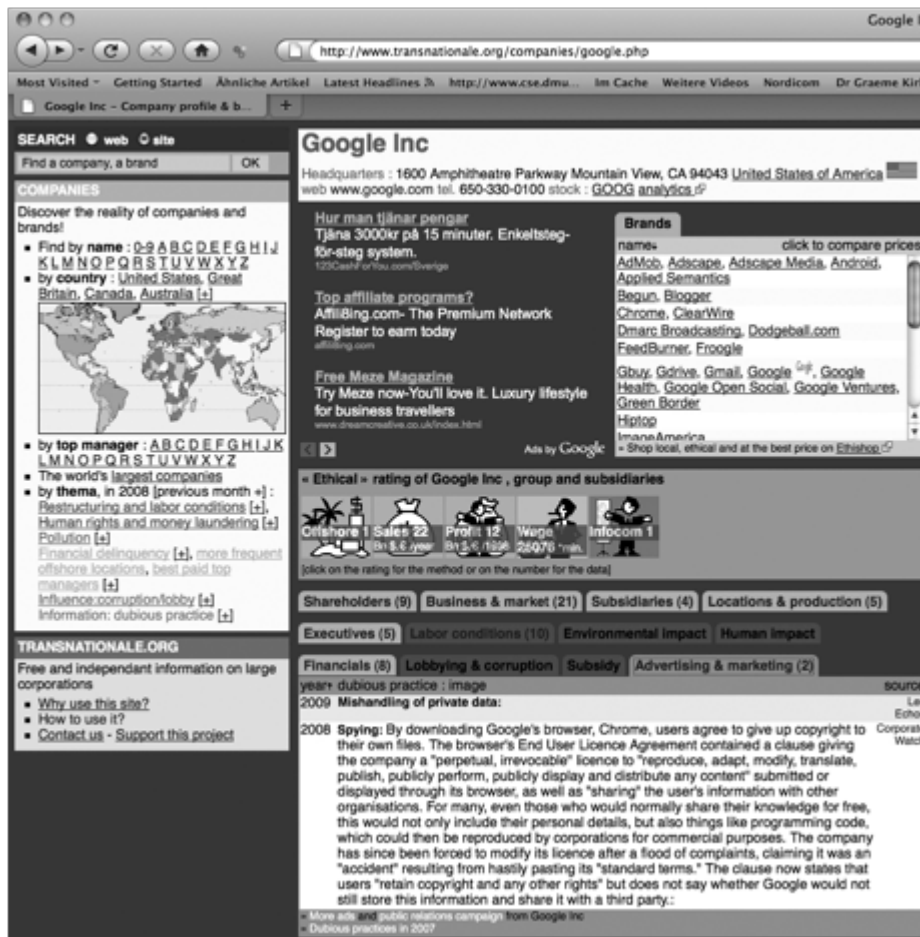 Google I
http://www.transnationale.org/companies/google.php
Most Visited Getting Started Ähnliche Artikel Latest Headlines http://www.cse.dmu... Im Cache Weitere Videos Nordicom Dr Graeme Kir
Google Inc - Company profile & b... +
SEARCH web site
Find a company, a brand OK
COMPANIES
Discover the reality of companies and
brands!
Find by name : 0-9 A B C D E F G H I J
K L M N O P Q R S T U V W X Y Z
by country : United States, Great
Britain, Canada, Australia [+]
by top manager : A B C D E F G H I J K
L M N O P Q R S T U V W X Y Z
The world's largest companies
by thema, in 2008 [previous month +] :
Restructuring and labor conditions [+],
Human rights and money laundering [+]
Pollution [+]
Financial delinquency [+], more frequent
offshore locations, best paid top
managers [+]
Influence:corruption/lobby [+]
Information: dubious practice [+]
TRANSNATIONALE.ORG
Free and independant information on large
corporations
Why use this site?
How to use it?
Contact us - Support this project
Google Inc
Headquarters : 1600 Amphitheatre Parkway Mountain View, CA 94043 United States of America
web www.google.com tel. 650-330-0100 stock : GOOG analytics
Hur man tjänar pengar
Tjäna 3000kr på 15 minuter. Enkeltsteg-
för-steg system.
123CashForYou.com/Sverige
Top affiliate programs?
Affili8ing.com- The Premium Network
Register to earn today
affili8ing.com
Free Meze Magazine
Try Meze now-You'll love it. Luxury lifestyle
for business travellers
www.dreamcreative.co.uk/index.html
Ads by Google
Brands
name click to compare prices
AdMob, Adscape, Adscape Media, Android,
Applied Semantics
Begun, Blogger
Chrome, ClearWire
Dmarc Broadcasting, Dodgeball.com
FeedBurner, Froogle
Gbuy, Gdrive, Gmail, Google , Google
Health, Google Open Social, Google Ventures,
Green Border
Hiptop
ImageAmerica
» Shop local, ethical and at the best price on Ethishop
« Ethical » rating of Google Inc , group and subsidiaries
Offshore 1 Sales 22 Profit 12 Wage Infocom 1
[click on the rating for the method or on the number for the data]
Shareholders (9) Business & market (21) Subsidiaries (4) Locations & production (5)
Executives (5) Labor conditions (10) Environmental impact Human impact
Financials (8) Lobbying & corruption Subsidy Advertising & marketing (2)
year dubious practice : image source
2009 Mishandling of private data: Le
Echo
2008 Spying: By downloading Google's browser, Chrome, users agree to give up copyright to Corporat
their own files. The browser's End User Licence Agreement contained a clause giving Watc
the company a "perpetual, irrevocable" licence to "reproduce, adapt, modify, translate,
publish, publicly perform, publicly display and distribute any content" submitted or
displayed through its browser, as well as "sharing" the user's information with other
organisations. For many, even those who would normally share their knowledge for free,
this would not only include their personal details, but also things like programming code,
which could then be reproduced by corporations for commercial purposes. The company
has since been forced to modify its licence after a flood of complaints, claiming it was an
"accident" resulting from hastily pasting its "standard terms." The clause now states that
users "retain copyright and any other rights" but does not say whether Google would not
still store this information and share it with a third party.:
» More ads and public relations campaign from Google Inc
» Dubious practices in 2007